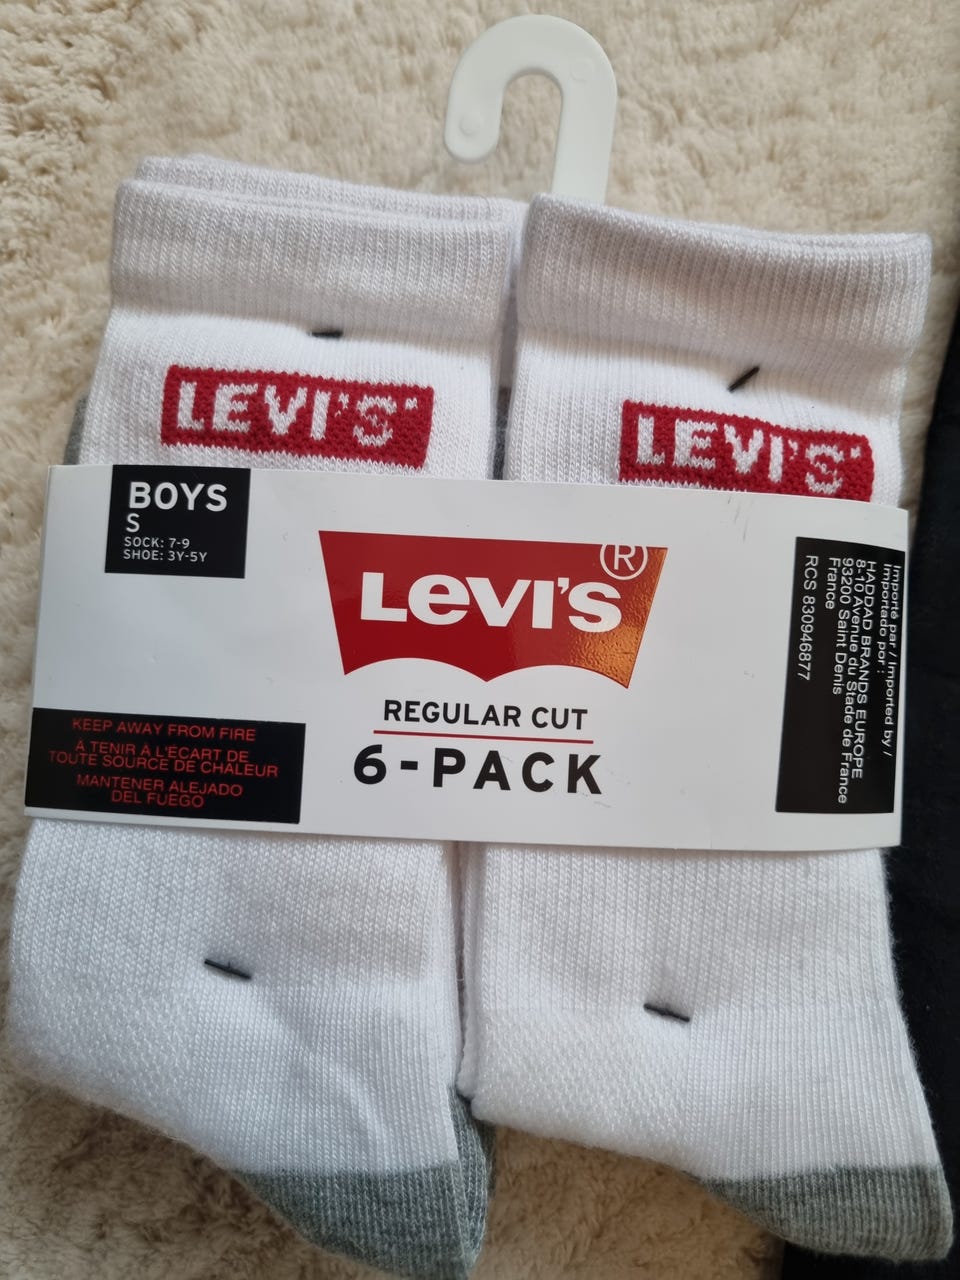 LEVI'S
LEVI'S
BOYS
S
SOCK: 7-9
SHOE: 3Y-5Y
LEVI'S®
REGULAR CUT
6-PACK
KEEP AWAY FROM FIRE
À TENIR À L'ÉCART DE
TOUTE SOURCE DE CHALEUR
MANTENER ALEJADO
DEL FUEGO
Importé par / Imported by /
Importado por :
HADDAD BRANDS EUROPE
8-10 Avenue du Stade de France
93200 Saint Denis
France
RCS 830946877